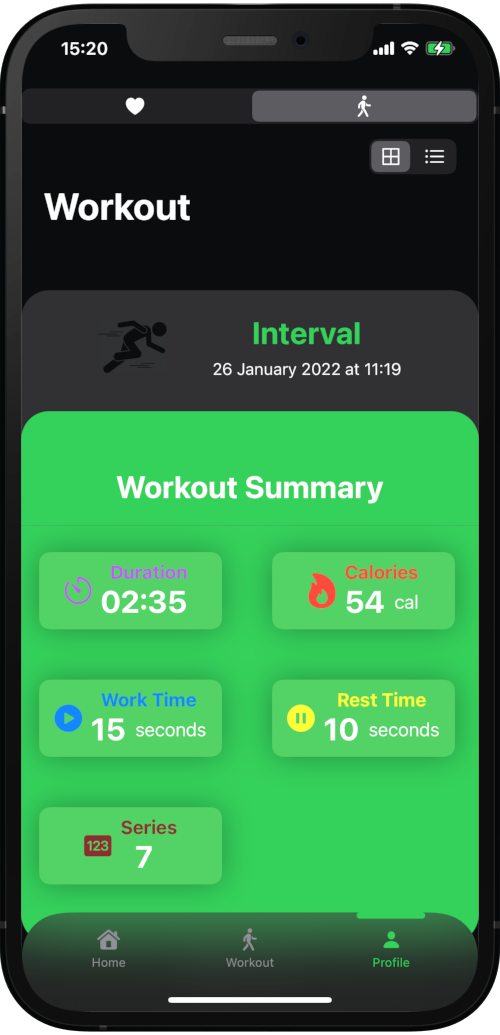 15:20
Workout
Interval
26 January 2022 at 11:19
Workout Summary
Duration
02:35
Calories
54 cal
Work Time
15 seconds
Rest Time
10 seconds
123
Series
7
Home
Workout
Profile